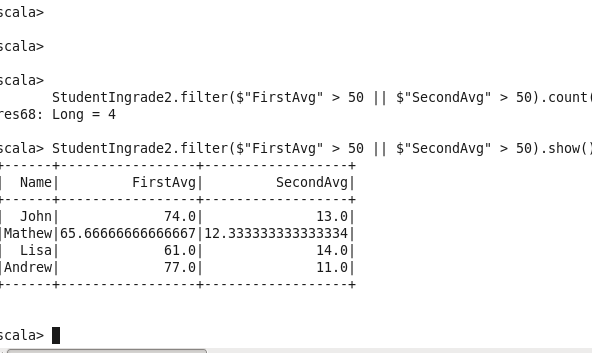 scala>
scala>
scala>
StudentIngrade2.filter($"FirstAvg" > 50 || $"SecondAvg" > 50).count(
res68: Long = 4
scala> StudentIngrade2.filter($"FirstAvg" > 50 || $"SecondAvg" > 50).show()
+------+-----------------+------------------+
|  Name|         FirstAvg|         SecondAvg|
+------+-----------------+------------------+
|  John|             74.0|              13.0|
|Mathew|65.66666666666667|12.333333333333334|
|  Lisa|             61.0|              14.0|
|Andrew|             77.0|              11.0|
+------+-----------------+------------------+
scala>